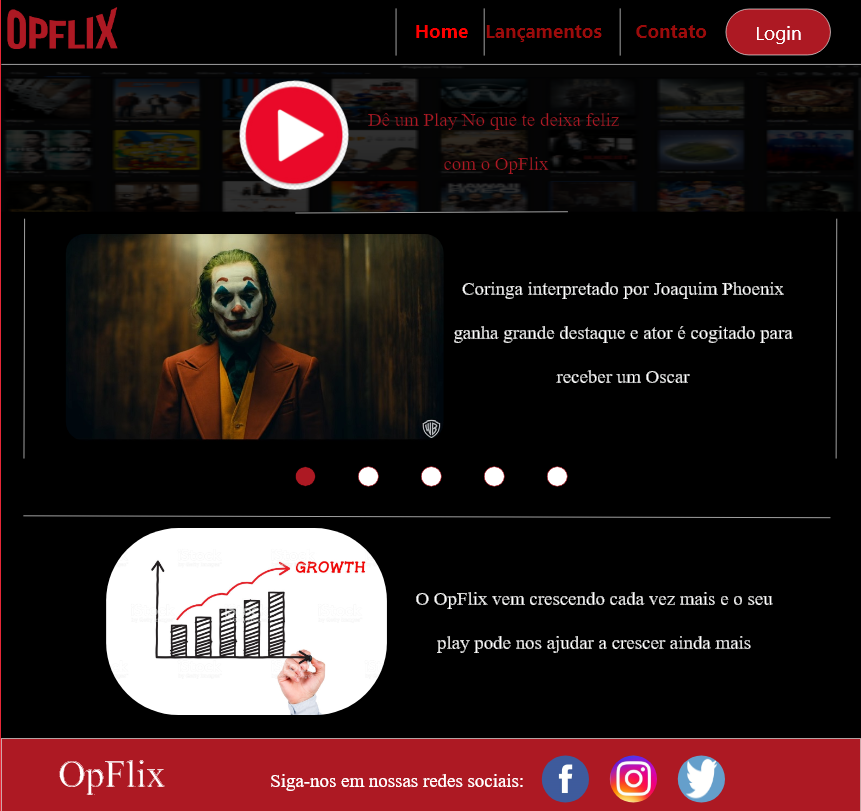 OPFLIX
Home
Lançamentos
Contato
Login
Dê um Play No que te deixa feliz
com o OpFlix
Coringa interpretado por Joaquim Phoenix
ganha grande destaque e ator é cogitado para
receber um Oscar
GROWTH
O OpFlix vem crescendo cada vez mais e o seu
play pode nos ajudar a crescer ainda mais
OpFlix
Siga-nos em nossas redes sociais: